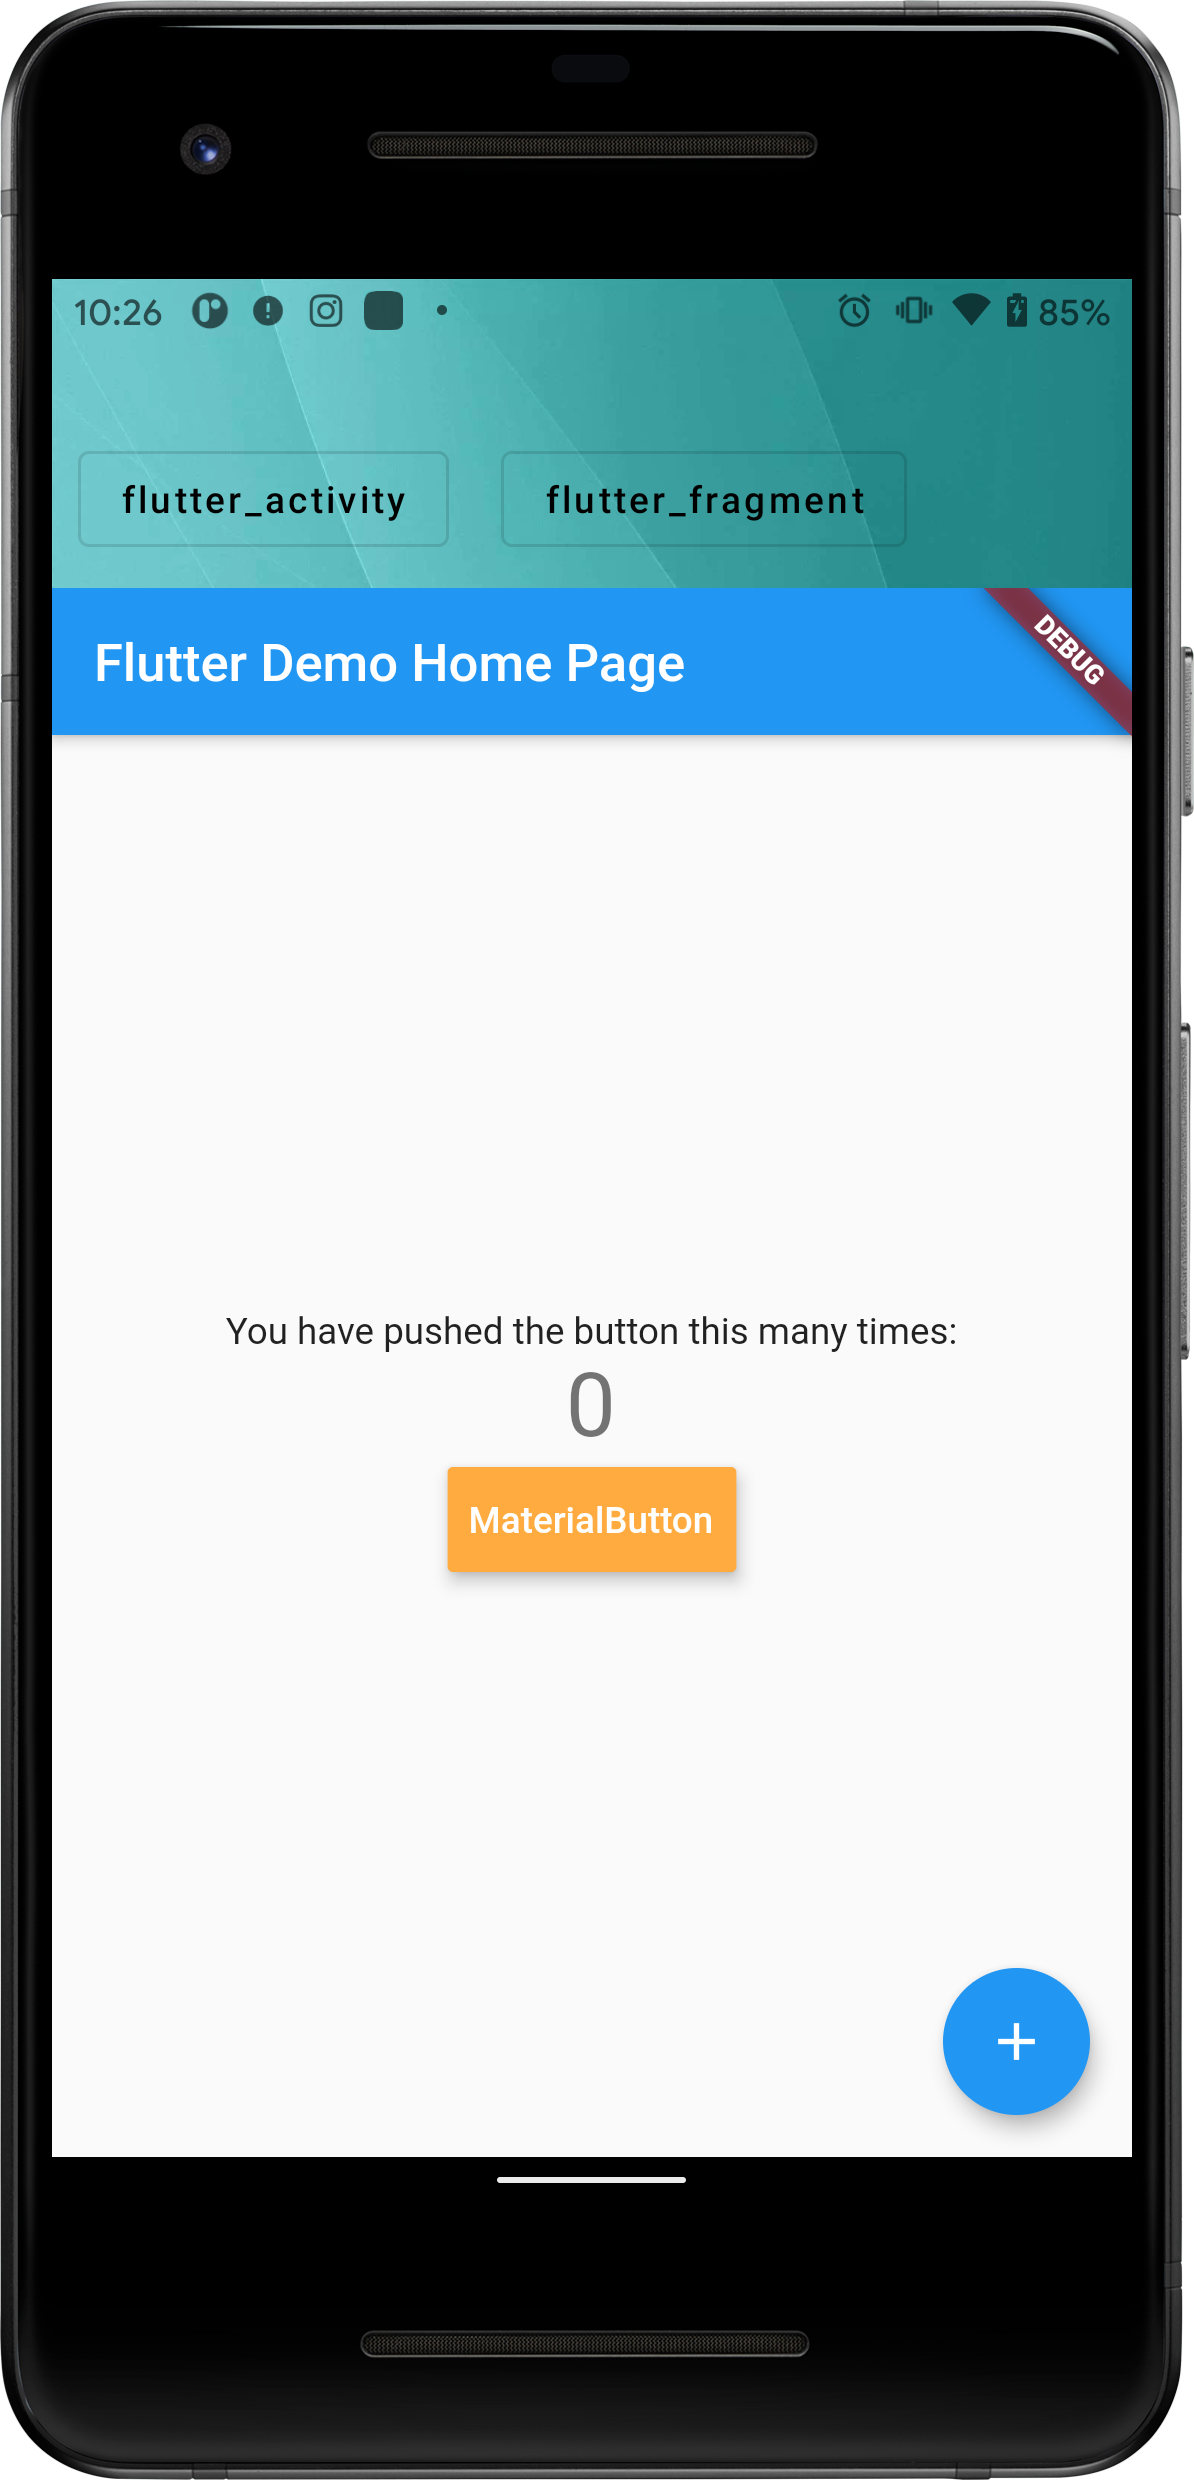 10:26
85%
flutter_activity
flutter_fragment
Flutter Demo Home Page
DEBUG
You have pushed the button this many times:
0
MaterialButton
+